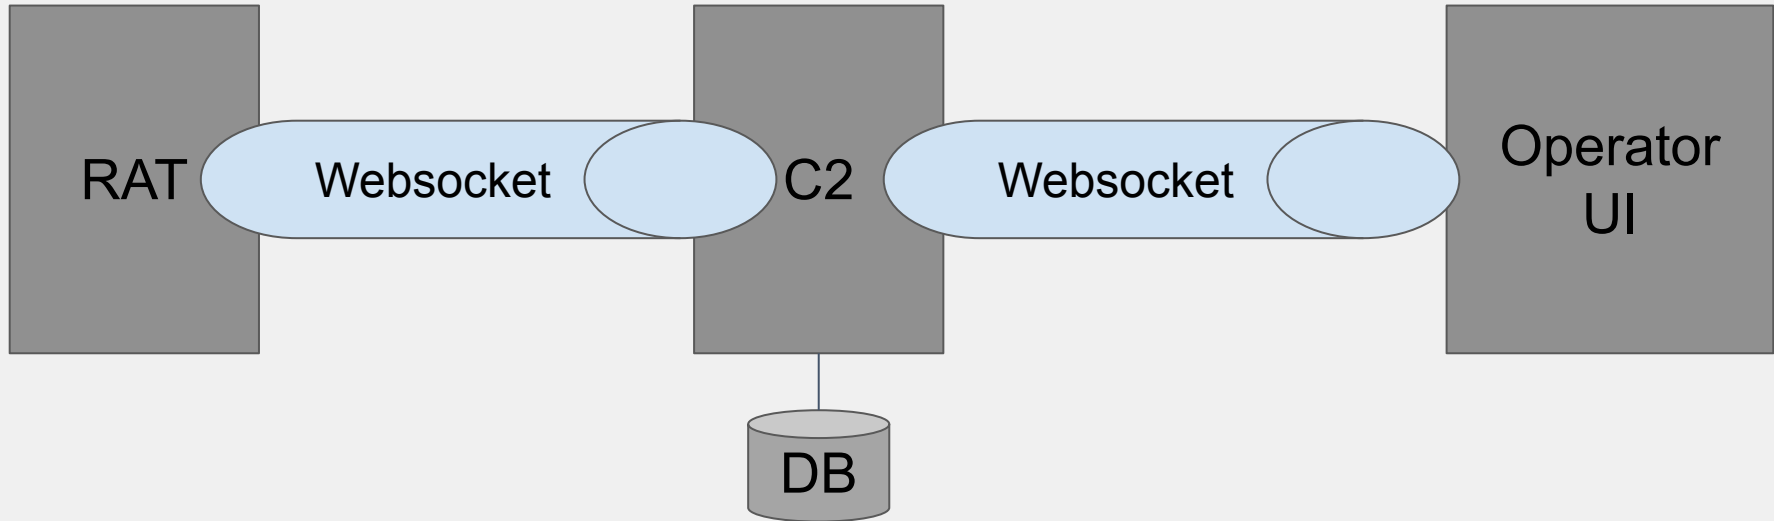 RAT
Websocket
C2
Websocket
Operator
UI
DB